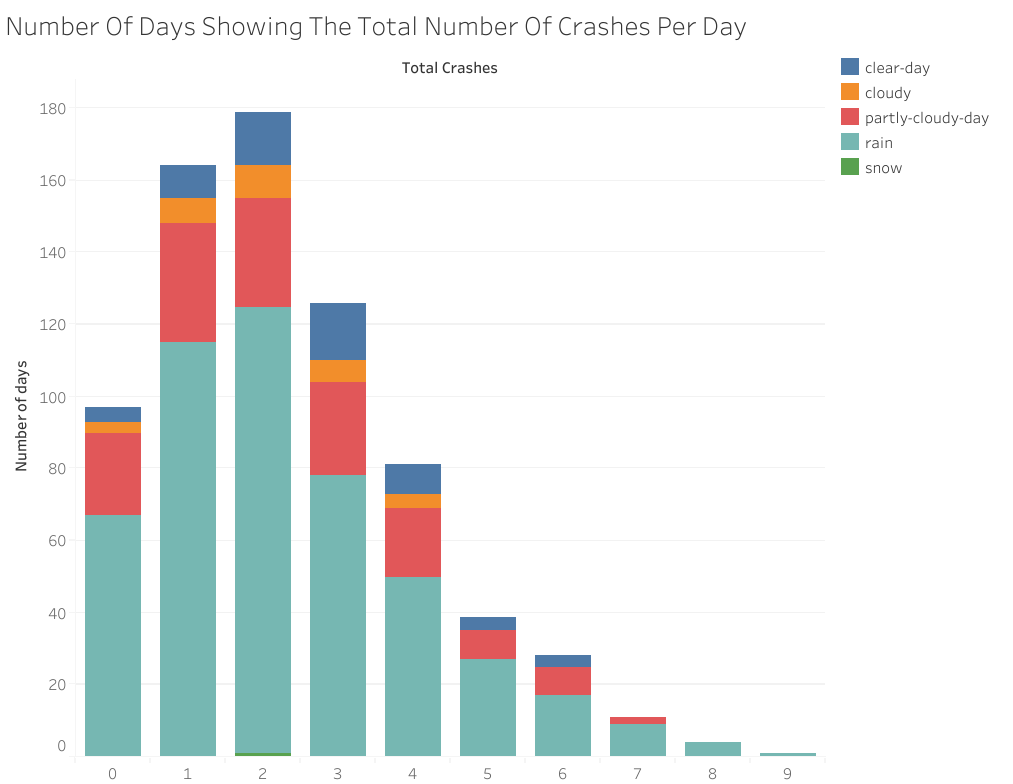 Number Of Days Showing The Total Number Of Crashes Per Day
Total Crashes
clear-day
cloudy
partly-cloudy-day
rain
snow
Number of days
180
160
140
120
100
80
60
40
20
0
0 1 2 3 4 5 6 7 8 9